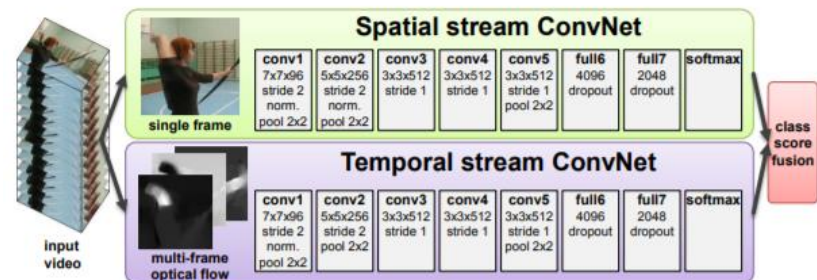 Spatial stream ConvNet
conv1
7x7x96
stride 2
norm.
pool 2x2
conv2
5x5x256
stride 2
norm.
pool 2x2
conv3
3x3x512
stride 1
conv4
3x3x512
stride 1
conv5
3x3x512
stride 1
pool 2x2
full6
4096
dropout
full7
2048
dropout
softmax
single frame
Temporal stream ConvNet
conv1
7x7x96
stride 2
norm.
pool 2x2
conv2
5x5x256
stride 2
pool 2x2
conv3
3x3x512
stride 1
conv4
3x3x512
stride 1
conv5
3x3x512
stride 1
pool 2x2
full6
4096
dropout
full7
2048
dropout
softmax
input
video
multi-frame
optical flow
class
score
fusion